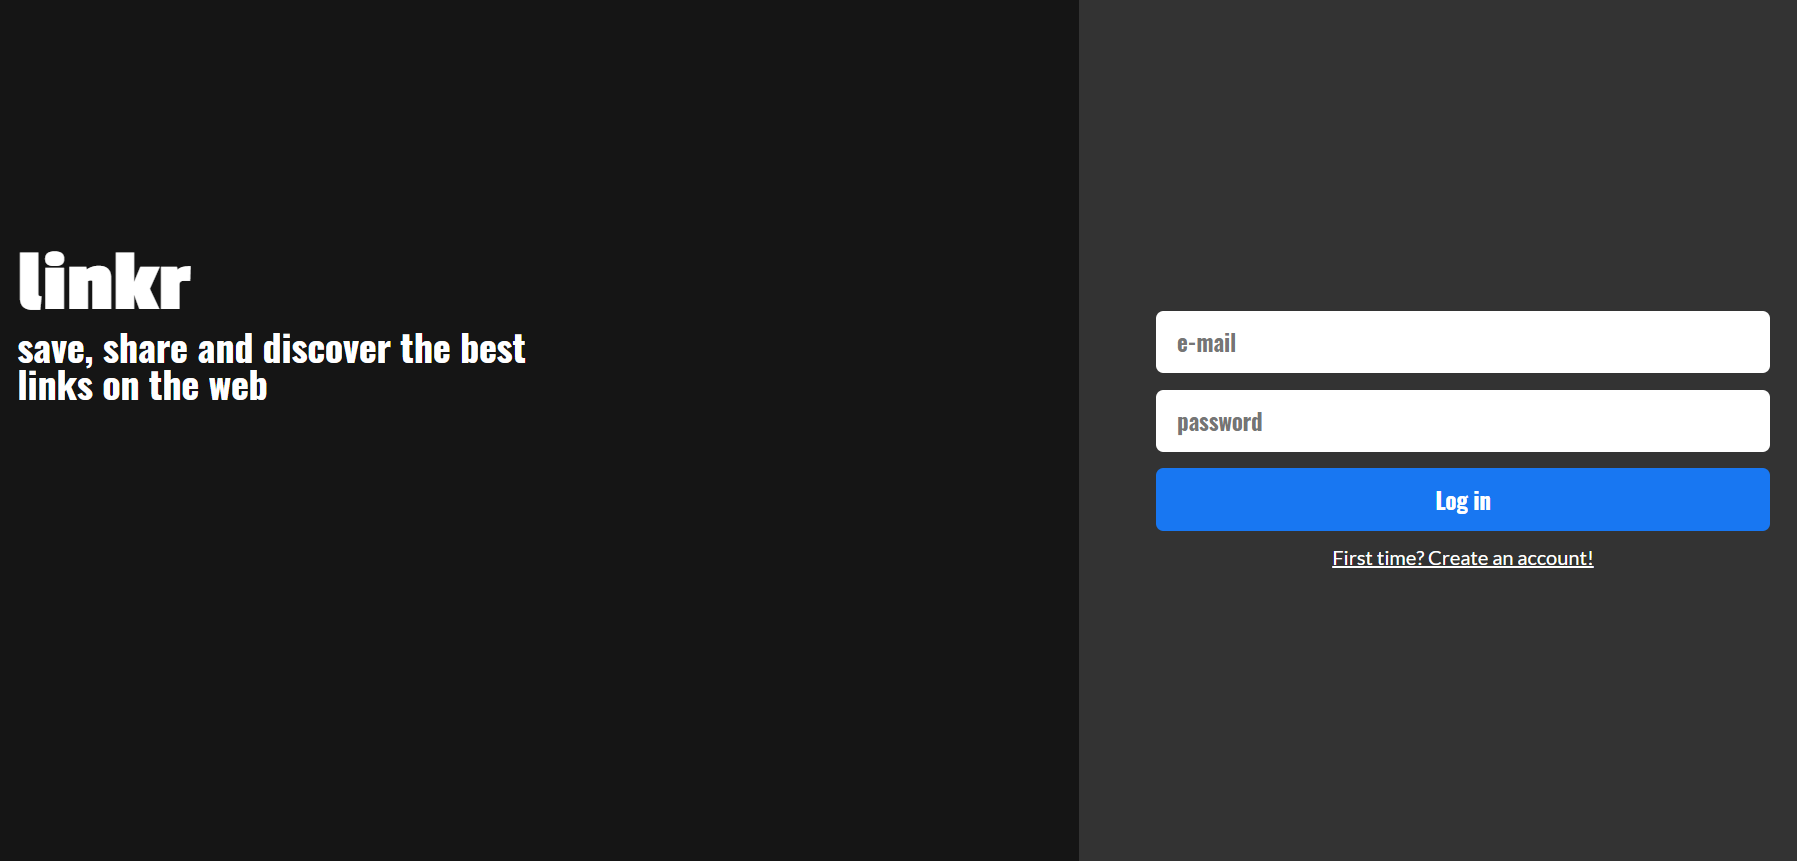 linkr
save, share and discover the best
links on the web
e-mail
password
Log in
First time? Create an account!